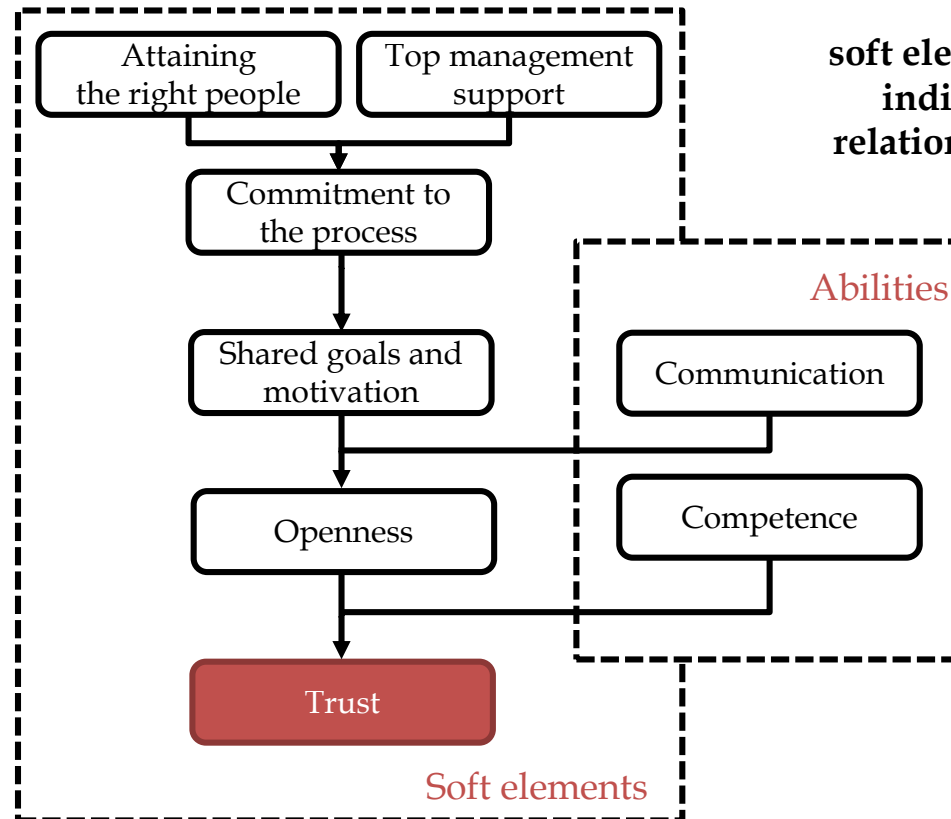 Attaining
the right people
Top management
support
soft ele
indi
relation
Commitment to
the process
Abilities
Shared goals and
motivation
Communication
Openness
Competence
Trust
Soft elements